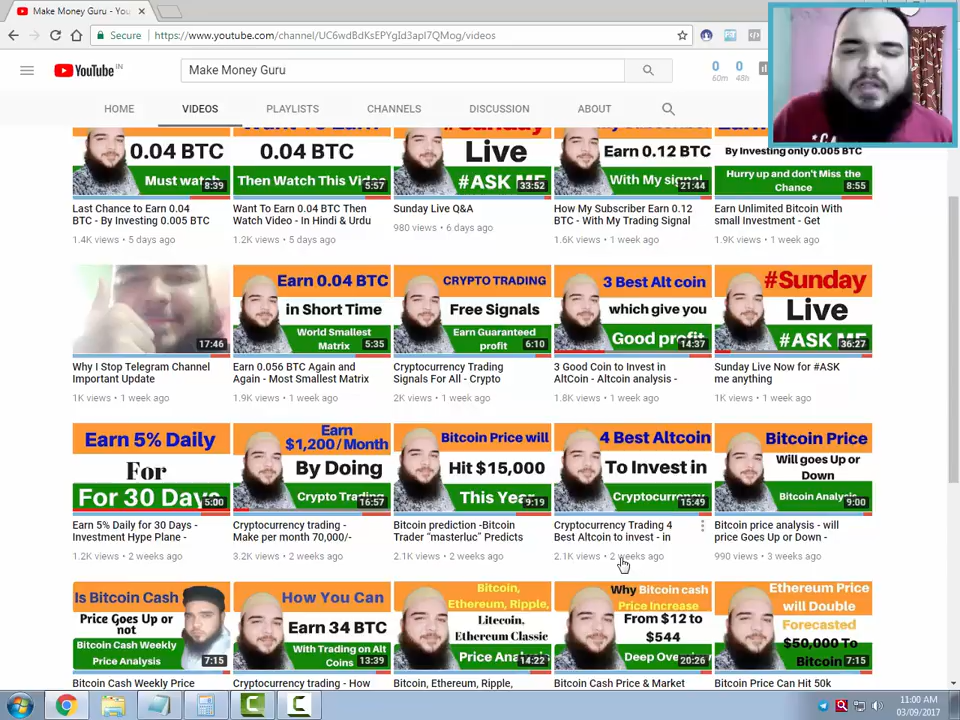 Make Money Guru - Yo
Secure
https://www.youtube.com/channel/UC6wdBdKsEPYgId3apI7QMog/videos
YouTube IN
Make Money Guru
0 0
60m 48h
HOME VIDEOS PLAYLISTS CHANNELS DISCUSSION ABOUT
0.04 BTC
Must watch
8:39
Want To Earn
0.04 BTC
Then Watch This Video
5:57
#Sunday
Live
#ASK ME
33:52
My Subscriber
Earn 0.12 BTC
With My signal
21:44
By Investing only 0.005 BTC
Hurry up and don't Miss the
Chance
8:55
Last Chance to Earn 0.04
BTC - By Investing 0.005 BTC
1.4K views • 5 days ago
Want To Earn 0.04 BTC Then
Watch Video - In Hindi & Urdu
1.2K views • 5 days ago
Sunday Live Q&A
980 views • 6 days ago
How My Subscriber Earn 0.12
BTC - With My Trading Signal
1.6K views • 1 week ago
Earn Unlimited Bitcoin With
small Investment - Get
1.9K views • 1 week ago
17:46
Earn 0.04 BTC
in Short Time
World Smallest
Matrix
5:35
CRYPTO TRADING
Free Signals
Earn Guaranteed
profit
6:10
3 Best Alt coin
which give you
Good profit
14:37
#Sunday
Live
#ASK ME
36:27
Why I Stop Telegram Channel
Important Update
1K views • 1 week ago
Earn 0.056 BTC Again and
Again - Most Smallest Matrix
1.9K views • 1 week ago
Cryptocurrency Trading
Signals For All - Crypto
2K views • 1 week ago
3 Good Coin to Invest in
AltCoin - Altcoin analysis -
1.8K views • 1 week ago
Sunday Live Now for #ASK
me anything
1K views • 1 week ago
Earn 5% Daily
For
For 30 Days
5:00
Earn
$1,200/Month
By Doing
Crypto Trading
16:57
Bitcoin Price will
Hit $15,000
This Year
9:19
4 Best Altcoin
To Invest in
Cryptocurrency
15:49
Bitcoin Price
Will goes Up or
Down
Bitcoin Analysis
9:00
Earn 5% Daily for 30 Days -
Investment Hype Plane -
1.2K views • 2 weeks ago
Cryptocurrency trading -
Make per month 70,000/-
3.2K views • 2 weeks ago
Bitcoin prediction -Bitcoin
Trader "masterluc" Predicts
2.1K views • 2 weeks ago
Cryptocurrency Trading 4
Best Altcoin to invest - in
2.1K views • 2 weeks ago
Bitcoin price analysis - will
price Goes Up or Down -
990 views • 3 weeks ago
Is Bitcoin Cash
Price Goes Up or
not
Bitcoin Cash Weekly
Price Analysis
7:15
How You Can
Earn 34 BTC
With Trading on Alt
Coins
13:39
Bitcoin,
Ethereum, Ripple,
Litecoin,
Ethereum Classic
Price Analysis
14:22
Why Bitcoin cash
Price Increase
From $12 to
$544
Deep Overview
20:26
Ethereum Price
will Double
Forecasted
$50,000 To
Bitcoin
7:15
Bitcoin Cash Weekly Price
Cryptocurrency trading - How
Bitcoin, Ethereum, Ripple,
Bitcoin Cash Price & Market
Bitcoin Price Can Hit 50k
11:00 AM
03/09/2017